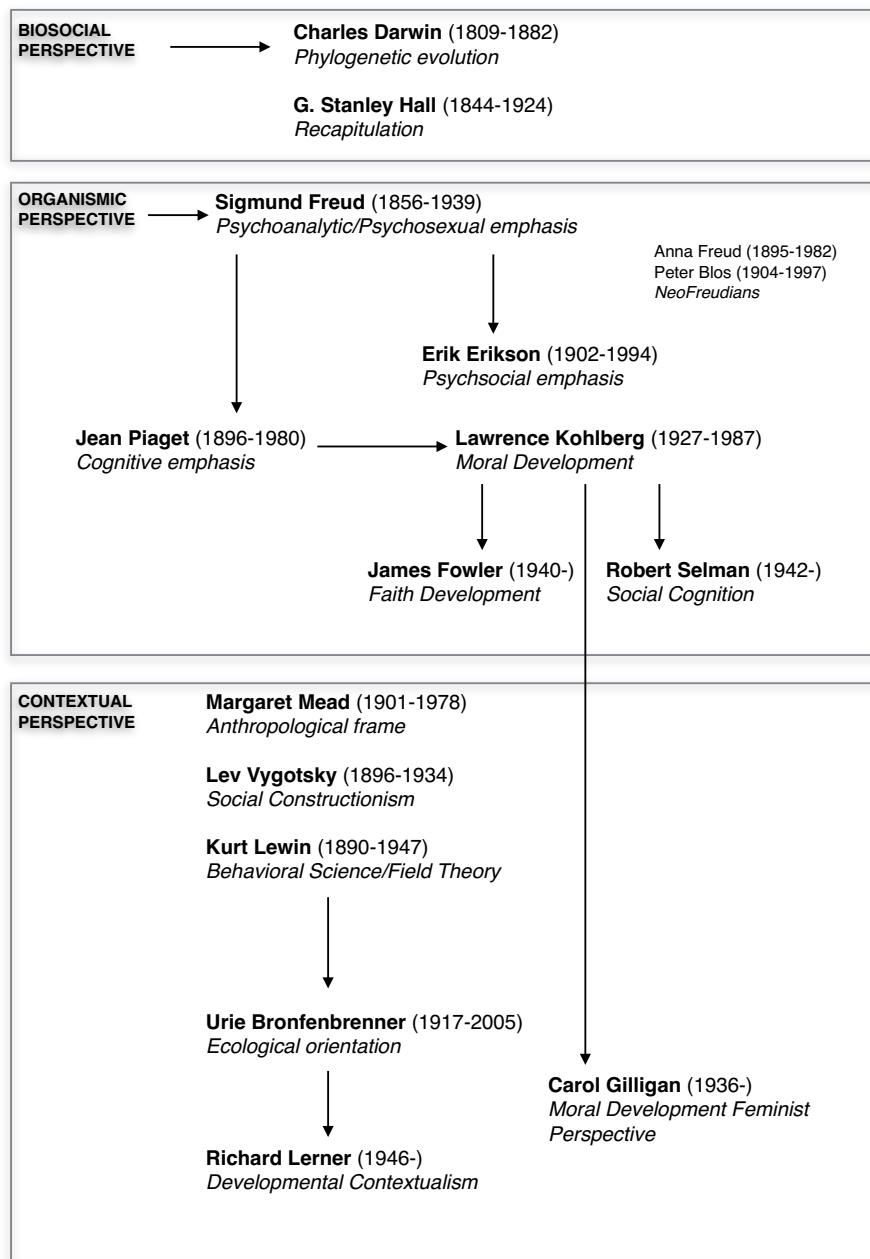 BIOSOCIAL
PERSPECTIVE
Charles Darwin (1809-1882)
Phylogenetic evolution
G. Stanley Hall (1844-1924)
Recapitulation
ORGANISMIC
PERSPECTIVE
Sigmund Freud (1856-1939)
Psychoanalytic/Psychosexual emphasis
Anna Freud (1895-1982)
Peter Blos (1904-1997)
NeoFreudians
Erik Erikson (1902-1994)
Psychsocial emphasis
Jean Piaget (1896-1980)
Cognitive emphasis
Lawrence Kohlberg (1927-1987)
Moral Development
James Fowler (1940-)
Faith Development
Robert Selman (1942-)
Social Cognition
CONTEXTUAL
PERSPECTIVE
Margaret Mead (1901-1978)
Anthropological frame
Lev Vygotsky (1896-1934)
Social Constructionism
Kurt Lewin (1890-1947)
Behavioral Science/Field Theory
Urie Bronfenbrenner (1917-2005)
Ecological orientation
Carol Gilligan (1936-)
Moral Development Feminist
Perspective
Richard Lerner (1946-)
Developmental Contextualism